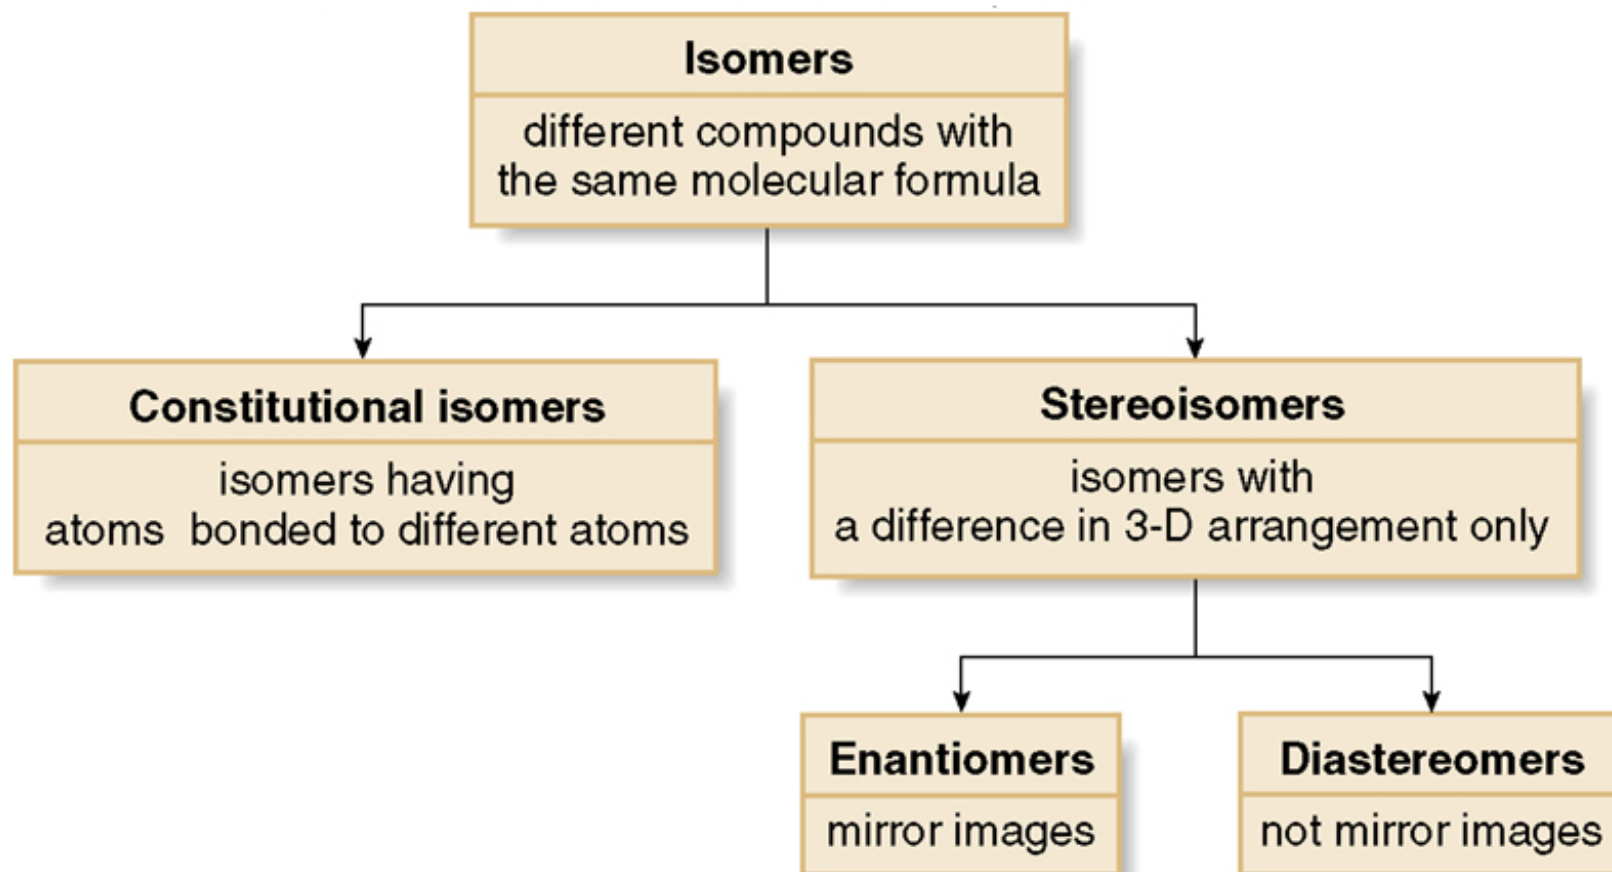 Isomers
different compounds with
the same molecular formula
Constitutional isomers
isomers having
atoms bonded to different atoms
Stereoisomers
isomers with
a difference in 3-D arrangement only
Enantiomers
mirror images
Diastereomers
not mirror images